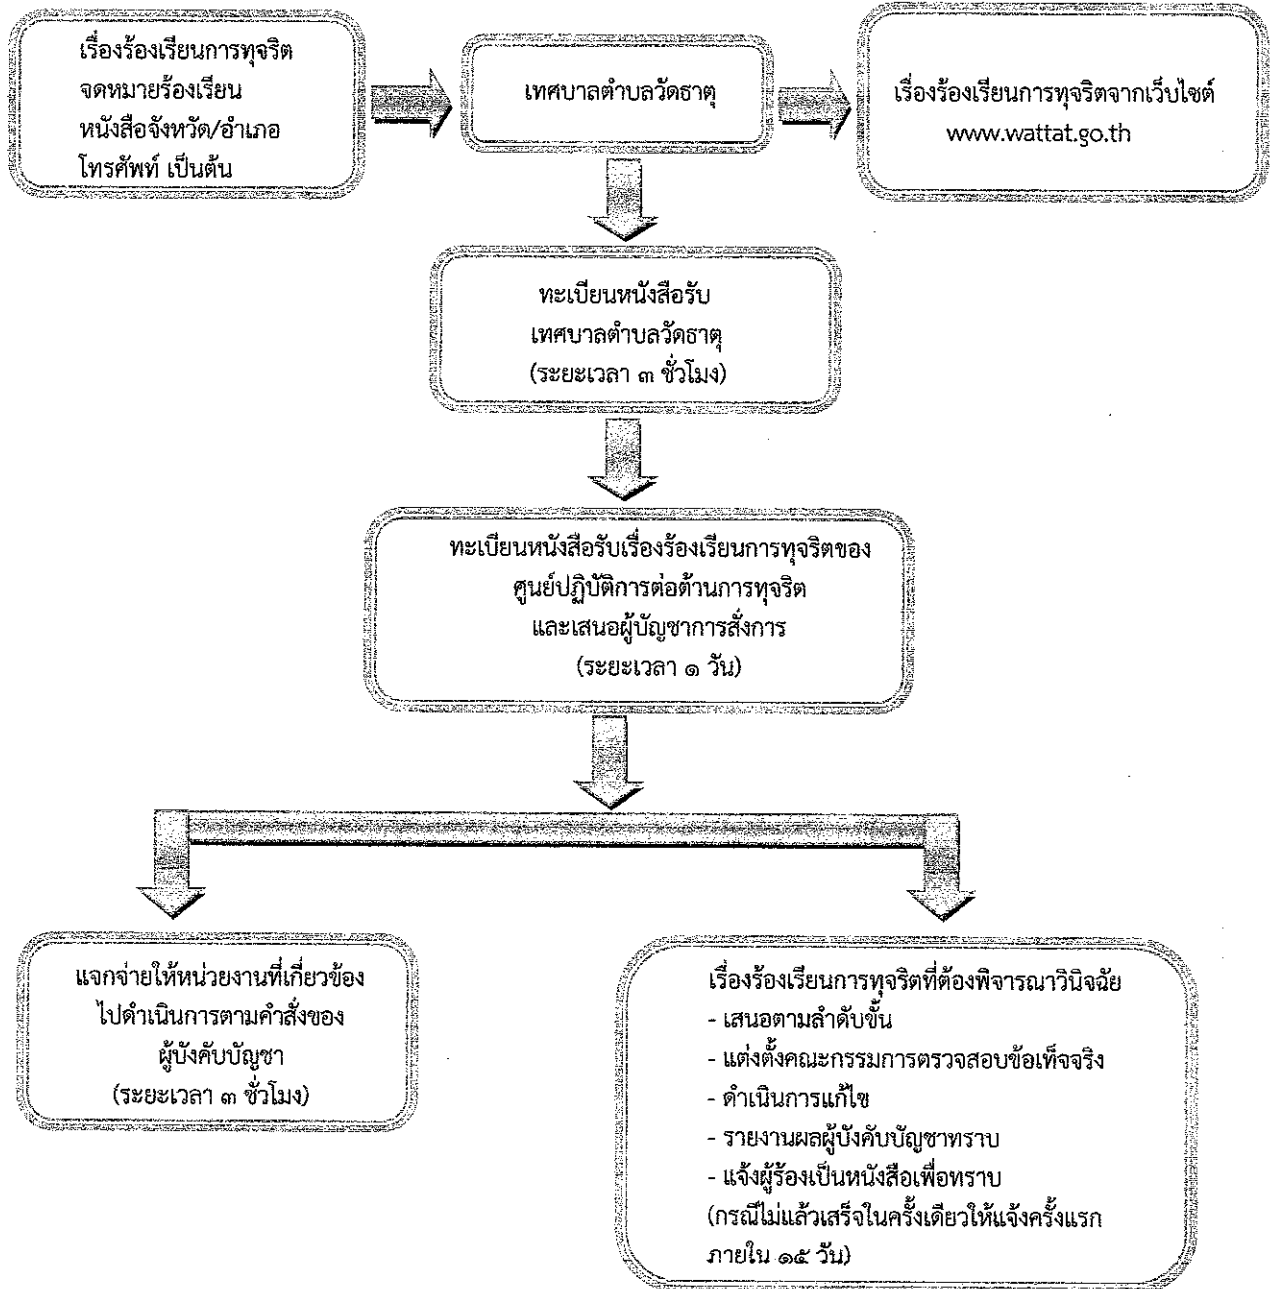 เรื่องร้องเรียนการทุจริต
จดหมายร้องเรียน
หนังสือจังหวัด/อำเภอ
โทรศัพท์ เป็นต้น
เทศบาลตำบลวัดธาตุ
เรื่องร้องเรียนการทุจริตจากเว็บไซต์
www.wattat.go.th
ทะเบียนหนังสือรับ
เทศบาลตำบลวัดธาตุ
(ระยะเวลา ๓ ชั่วโมง)
ทะเบียนหนังสือรับเรื่องร้องเรียนการทุจริตของ
ศูนย์ปฏิบัติการต่อต้านการทุจริต
และเสนอผู้บัญชาการสั่งการ
(ระยะเวลา ๑ วัน)
แจกจ่ายให้หน่วยงานที่เกี่ยวข้อง
ไปดำเนินการตามคำสั่งของ
ผู้บังคับบัญชา
(ระยะเวลา ๓ ชั่วโมง)
เรื่องร้องเรียนการทุจริตที่ต้องพิจารณาวินิจฉัย
- เสนอตามลำดับขั้น
- แต่งตั้งคณะกรรมการตรวจสอบข้อเท็จจริง
- ดำเนินการแก้ไข
- รายงานผลผู้บังคับบัญชาทราบ
- แจ้งผู้ร้องเป็นหนังสือเพื่อทราบ
(กรณีไม่แล้วเสร็จในครั้งเดียวให้แจ้งครั้งแรก
ภายใน ๑๕ วัน)